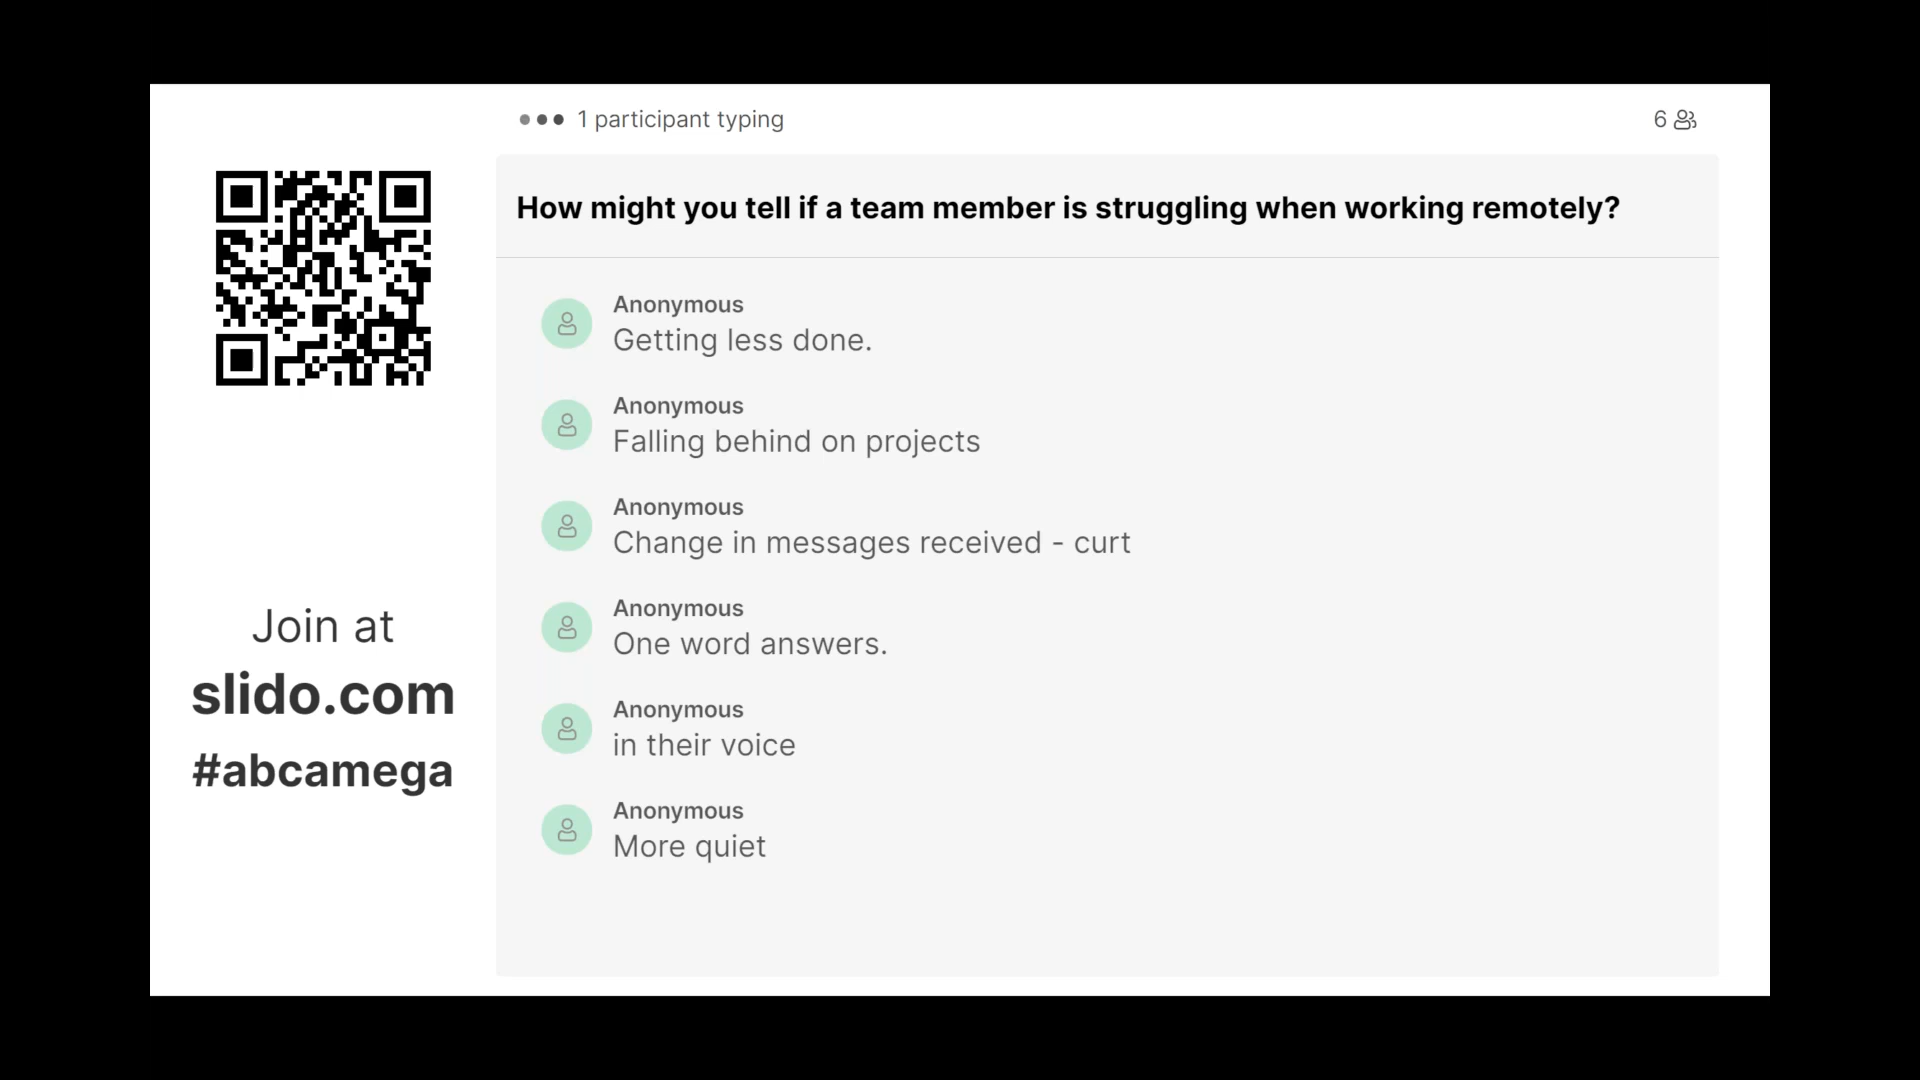 1 participant typing
6
How might you tell if a team member is struggling when working remotely?
Anonymous
Getting less done.
Anonymous
Falling behind on projects
Anonymous
Change in messages received - curt
Anonymous
One word answers.
Anonymous
in their voice
Anonymous
More quiet
Join at
slido.com
#abcamega